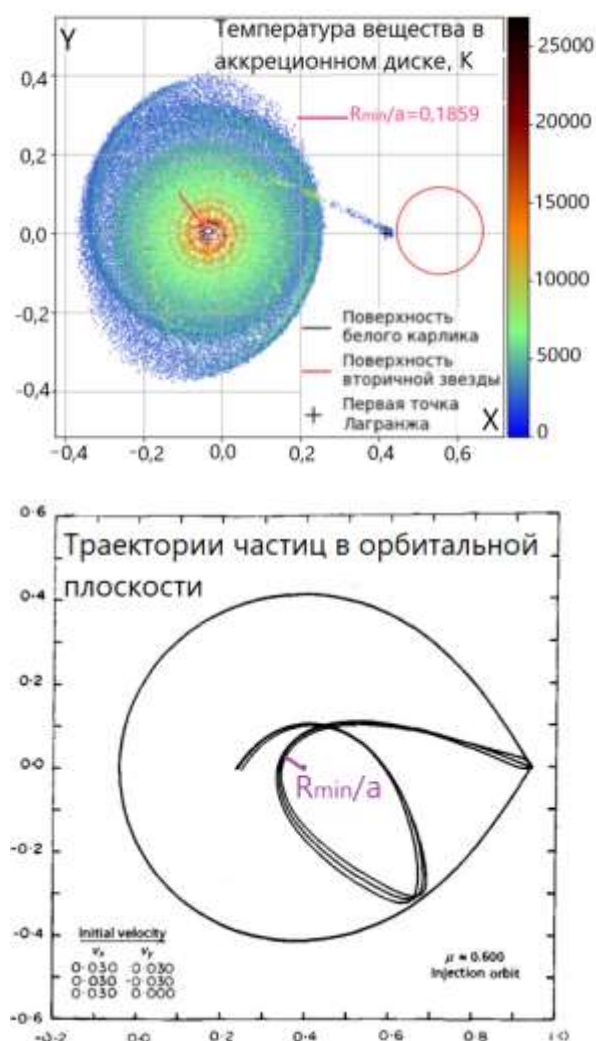 Y
Температура вещества в
аккреционном диске, К
Rmin/a=0,1859
0,4
0,2
0,0
-0,2
-0,4
Поверхность
белого карлика
Поверхность
вторичной звезды
Первая точка
Лагранжа
X
-0,4 -0,2 0,0 0,2 0,4 0,6
25000
20000
15000
10000
5000
0
Траектории частиц в орбитальной
плоскости
0·6
0·4
0·2
0·0
-0·2
-0·4
-0·6
Rmin/a
Initial velocity
vx vy
0·030 0·030
0·030 -0·030
0·030 0·000
μ = 0.600
Injection orbit
-0·2 0·0 0·2 0·4 0·6 0·8 1·0